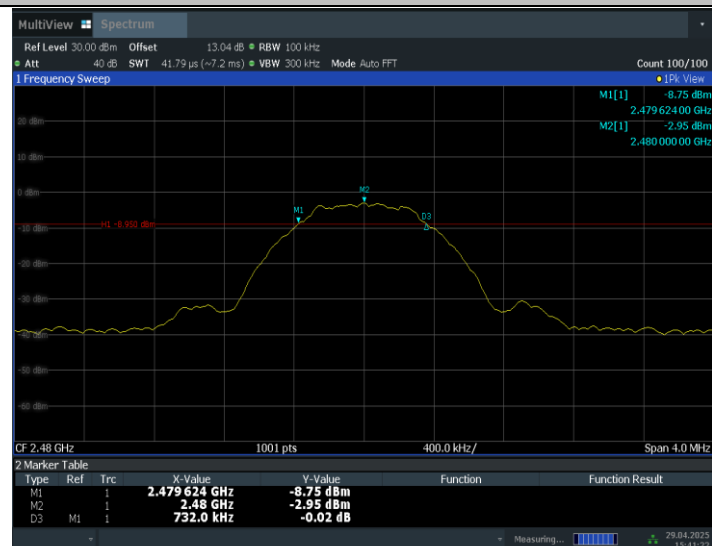 MultiView Spectrum
Ref Level 30.00 dBm Offset 13.04 dB RBW 100 kHz
Att 40 dB SWT 41.79 µs (~7.2 ms) VBW 300 kHz Mode Auto FFT Count 100/100
1 Frequency Sweep 1Pk View
M1[1] -8.75 dBm
2.479 624 00 GHz
M2[1] -2.95 dBm
2.480 000 00 GHz
20 dBm
10 dBm
0 dBm
M2
M1
D3
H1 -8.950 dBm
-10 dBm
-20 dBm
-30 dBm
-40 dBm
-50 dBm
-60 dBm
CF 2.48 GHz 1001 pts 400.0 kHz/ Span 4.0 MHz
2 Marker Table
Type Ref Trc X-Value Y-Value Function Function Result
M1 1 2.479 624 GHz -8.75 dBm
M2 1 2.48 GHz -2.95 dBm
D3 M1 1 732.0 kHz -0.02 dB
Measuring... 29.04.2025
15:41:22